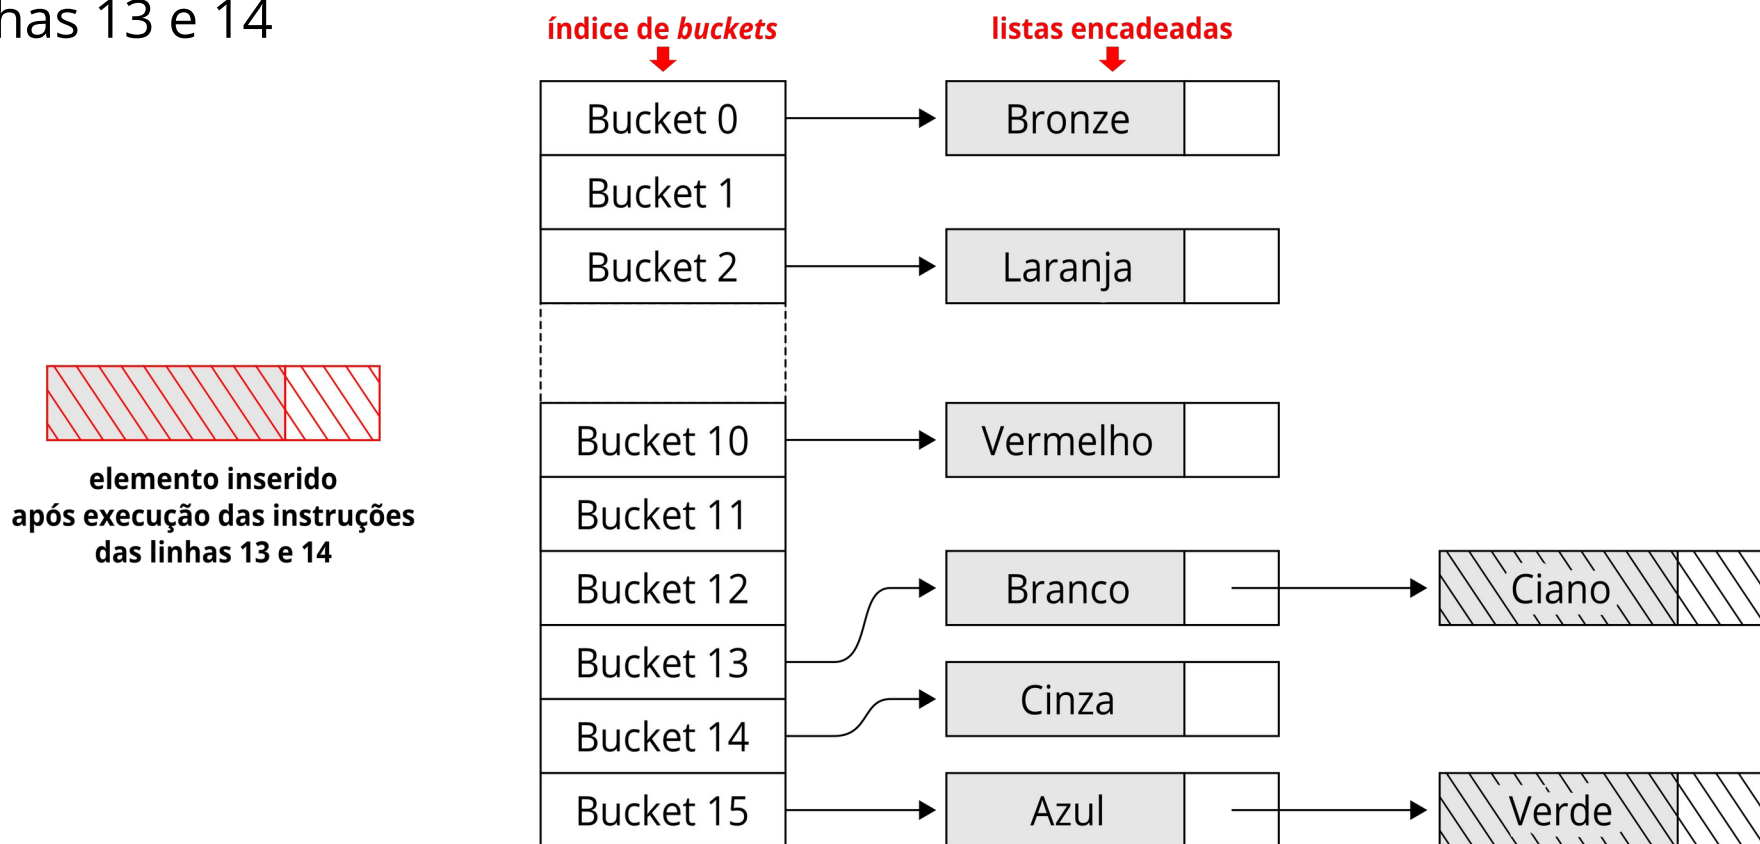 has 13 e 14
índice de buckets
listas encadeadas
Bucket 0
Bronze
Bucket 1
Bucket 2
Laranja
elemento inserido
após execução das instruções
das linhas 13 e 14
Bucket 10
Vermelho
Bucket 11
Bucket 12
Branco
Ciano
Bucket 13
Cinza
Bucket 14
Bucket 15
Azul
Verde